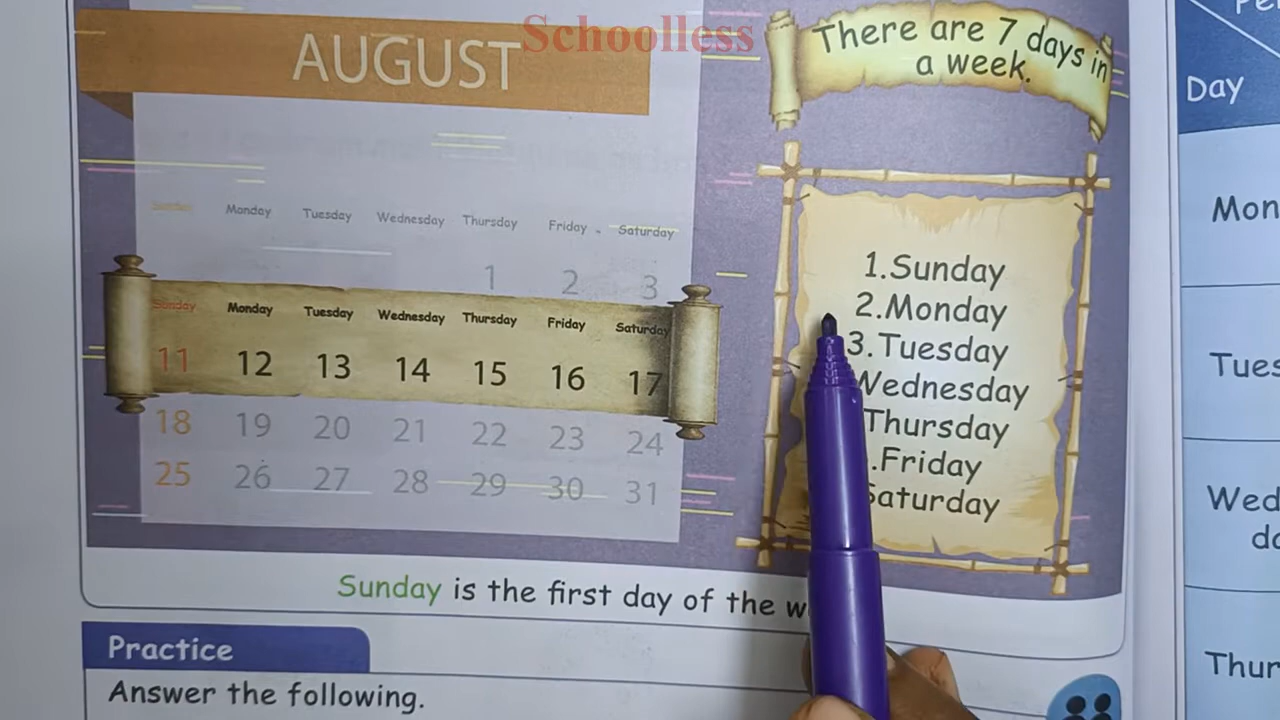 Schoolless
AUGUST
Sunday Monday Tuesday Wednesday Thursday Friday Saturday
1 2 3
Sunday Monday Tuesday Wednesday Thursday Friday Saturday
11 12 13 14 15 16 17
18 19 20 21 22 23 24
25 26 27 28 29 30 31
There are 7 days in
a week.
1.Sunday
2.Monday
3.Tuesday
Wednesday
Thursday
.Friday
Saturday
Sunday is the first day of the w
Practice
Answer the following.
Pe
Day
Mon
Tues
Wed
da
Thur